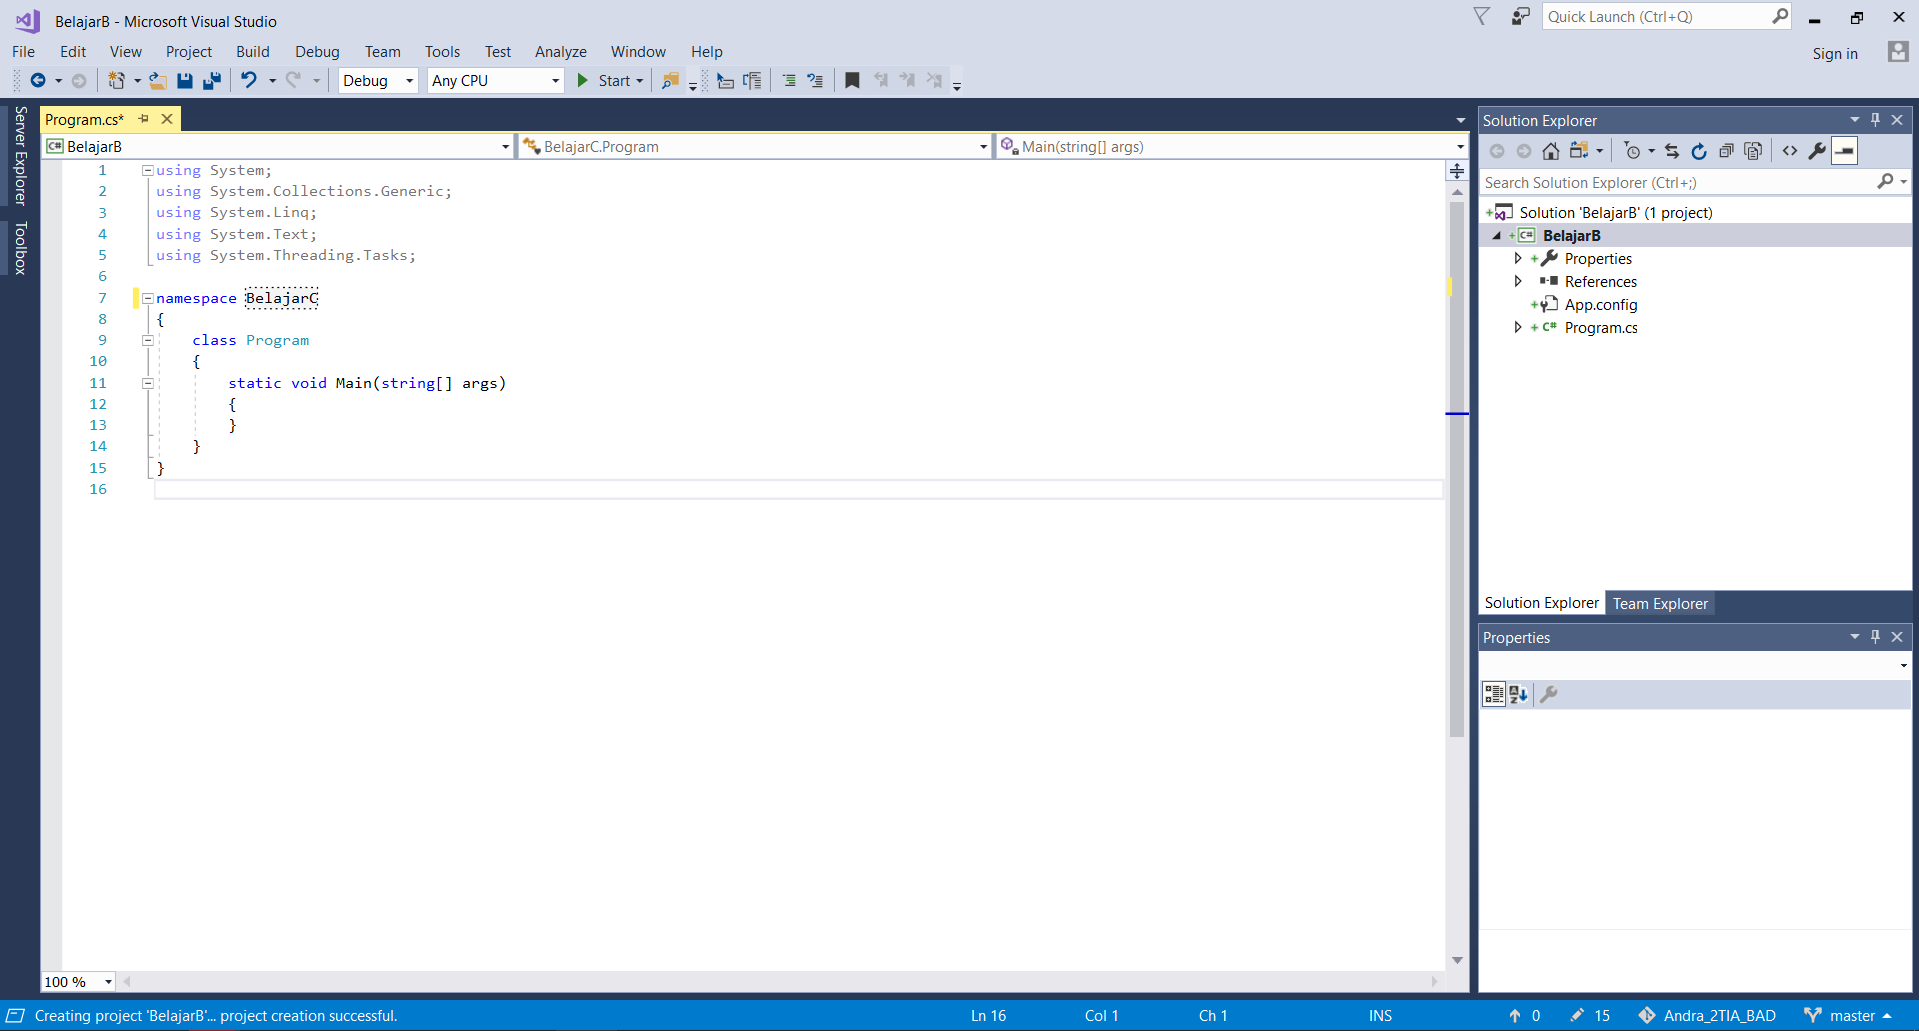 BelajarB - Microsoft Visual Studio
Quick Launch (Ctrl+Q)
File Edit View Project Build Debug Team Tools Test Analyze Window Help
Sign in
Debug Any CPU Start
Server Explorer
Toolbox
Program.cs*
BelajarB BelajarC.Program Main(string[] args)
1 using System;
2 using System.Collections.Generic;
3 using System.Linq;
4 using System.Text;
5 using System.Threading.Tasks;
6
7 namespace BelajarC
8 {
9 class Program
10 {
11 static void Main(string[] args)
12 {
13 }
14 }
15 }
16
100 %
Solution Explorer
Search Solution Explorer (Ctrl+;)
Solution 'BelajarB' (1 project)
C# BelajarB
Properties
References
App.config
C# Program.cs
Solution Explorer Team Explorer
Properties
Creating project 'BelajarB'... project creation successful.
Ln 16 Col 1 Ch 1 INS 0 15 Andra_2TIA_BAD master